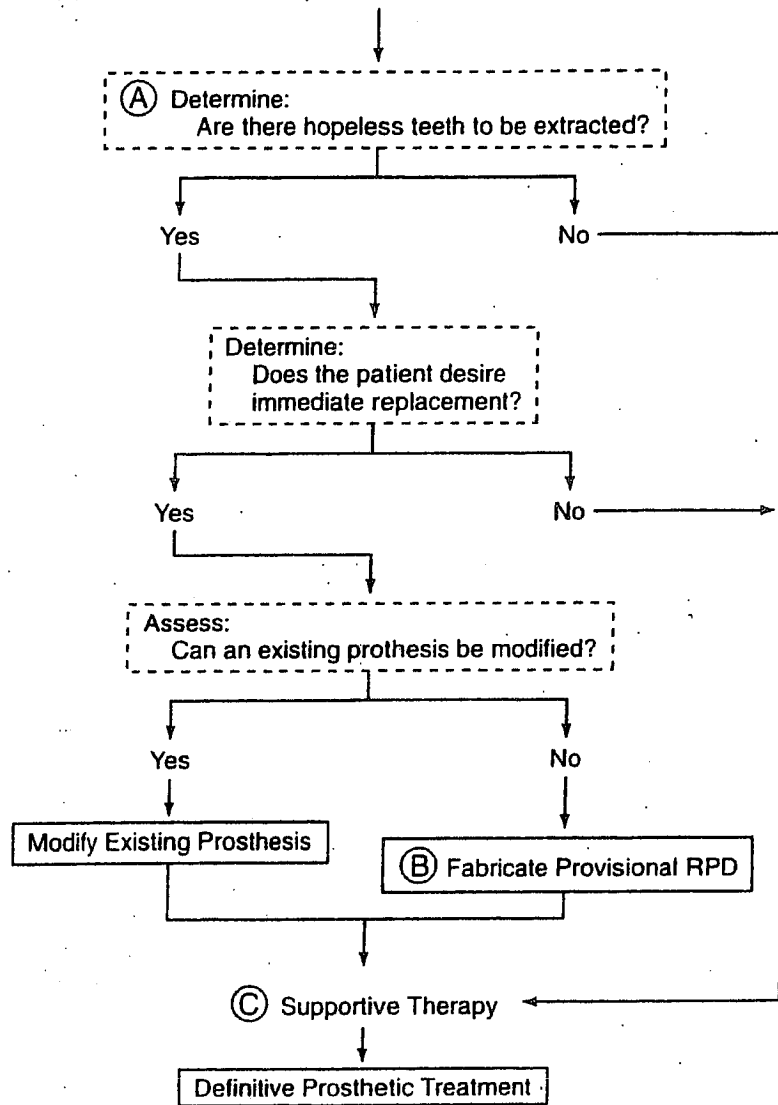 A Determine:
Are there hopeless teeth to be extracted?
Yes
No
Determine:
Does the patient desire
immediate replacement?
Yes
No
Assess:
Can an existing prothesis be modified?
Yes
No
Modify Existing Prosthesis
B Fabricate Provisional RPD
C Supportive Therapy
Definitive Prosthetic Treatment